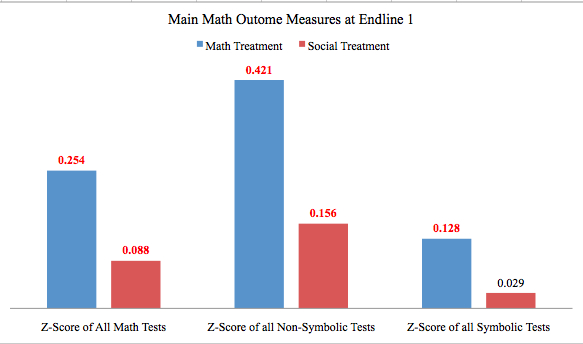 Main Math Outome Measures at Endline 1
Math Treatment Social Treatment
0.421
0.254
0.156
0.128
0.088
0.029
Z-Score of All Math Tests Z-Score of all Non-Symbolic Tests Z-Score of all Symbolic Tests